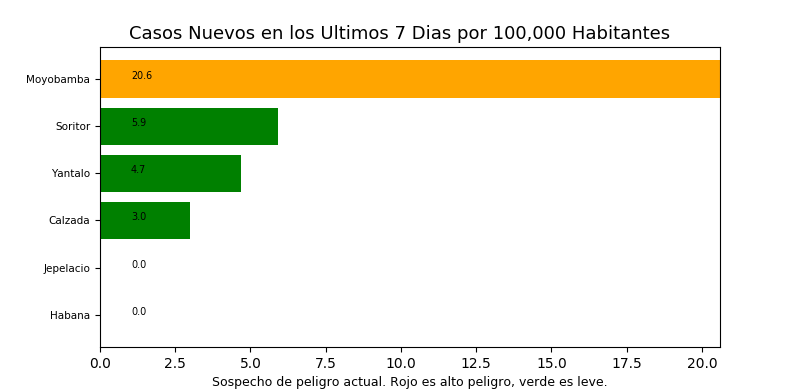 Casos Nuevos en los Ultimos 7 Dias por 100,000 Habitantes
Moyobamba 20.6
Soritor 5.9
Yantalo 4.7
Calzada 3.0
Jepelacio 0.0
Habana 0.0
0.0 2.5 5.0 7.5 10.0 12.5 15.0 17.5 20.0
Sospecho de peligro actual. Rojo es alto peligro, verde es leve.